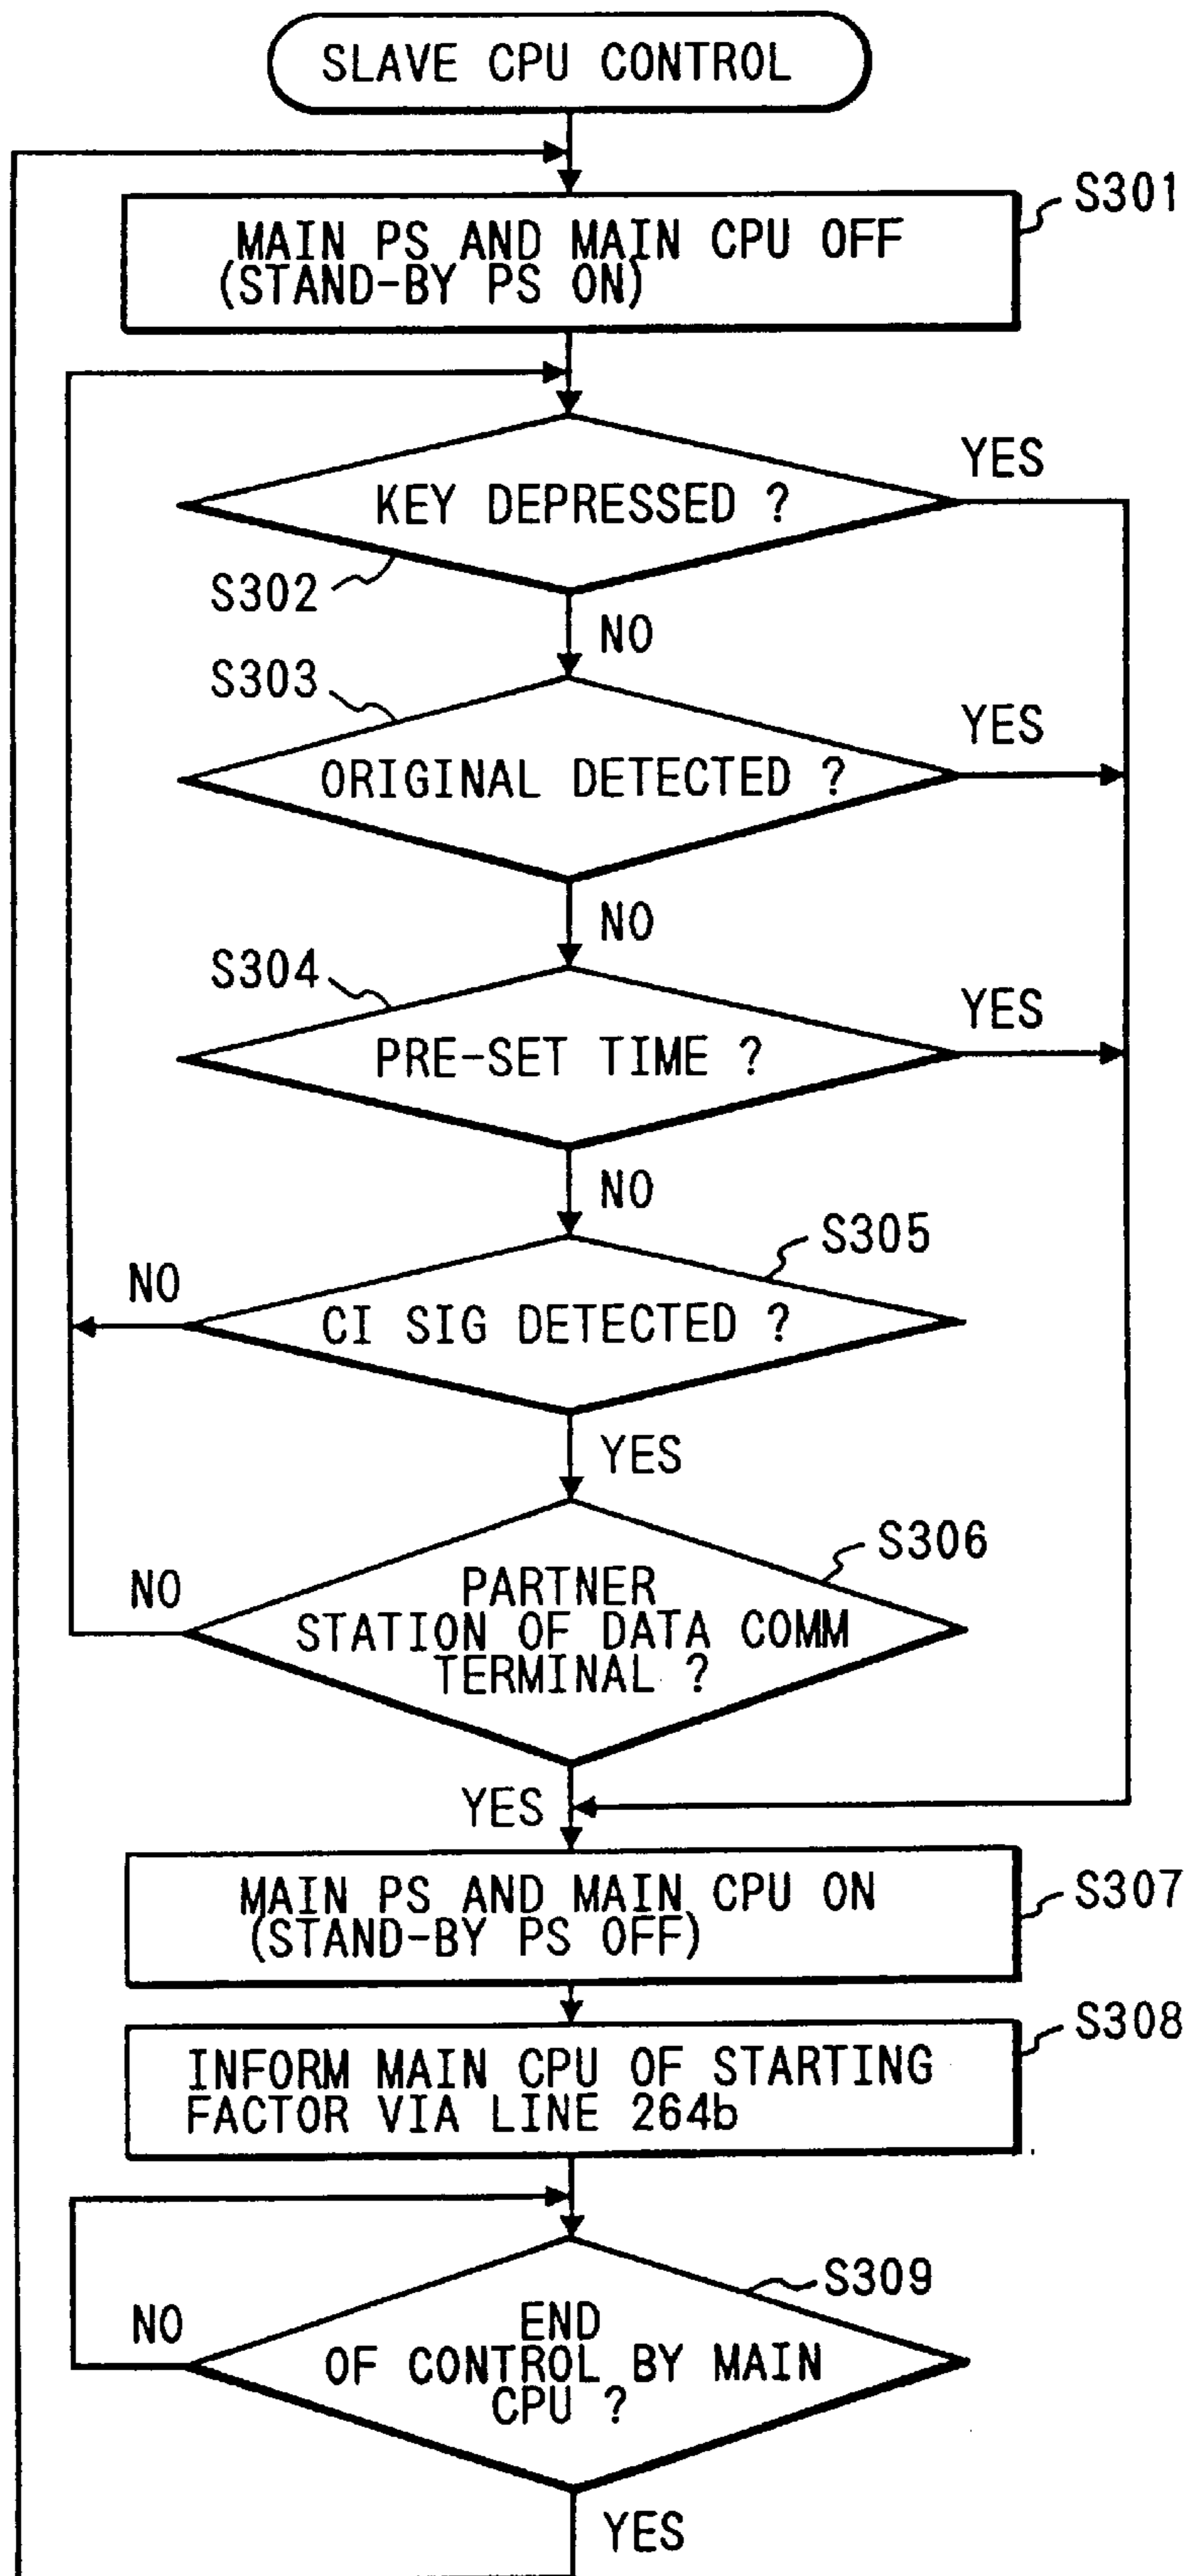 SLAVE CPU CONTROL
S301
MAIN PS AND MAIN CPU OFF
(STAND-BY PS ON)
YES
KEY DEPRESSED ?
S302
NO
S303
YES
ORIGINAL DETECTED ?
NO
S304
YES
PRE-SET TIME ?
NO
S305
NO
CI SIG DETECTED ?
YES
S306
NO
PARTNER
STATION OF DATA COMM
TERMINAL ?
YES
MAIN PS AND MAIN CPU ON
(STAND-BY PS OFF)
S307
S308
INFORM MAIN CPU OF STARTING
FACTOR VIA LINE 264b
S309
NO
END
OF CONTROL BY MAIN
CPU ?
YES